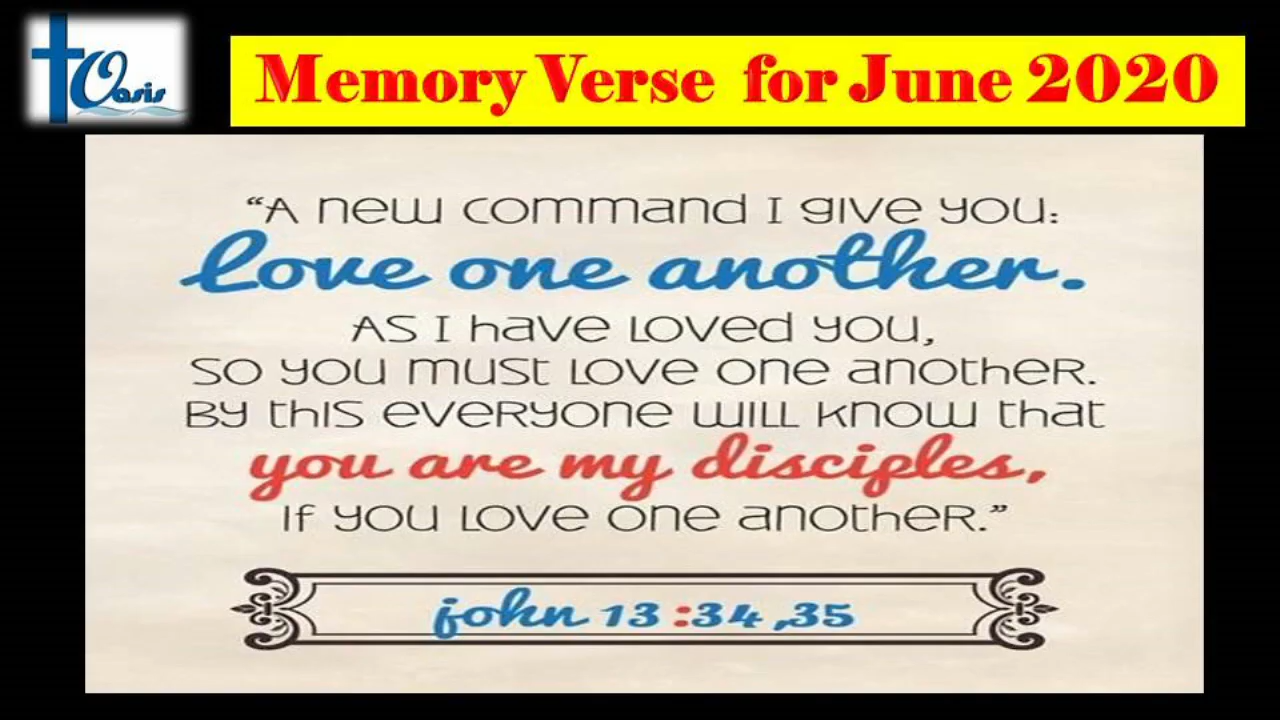 Oasis
Memory Verse for June 2020
“A new command I give you:
Love one another.
As I have loved you,
so you must love one another.
By this everyone will know that
you are my disciples,
if you love one another.”
john 13 :34 ,35